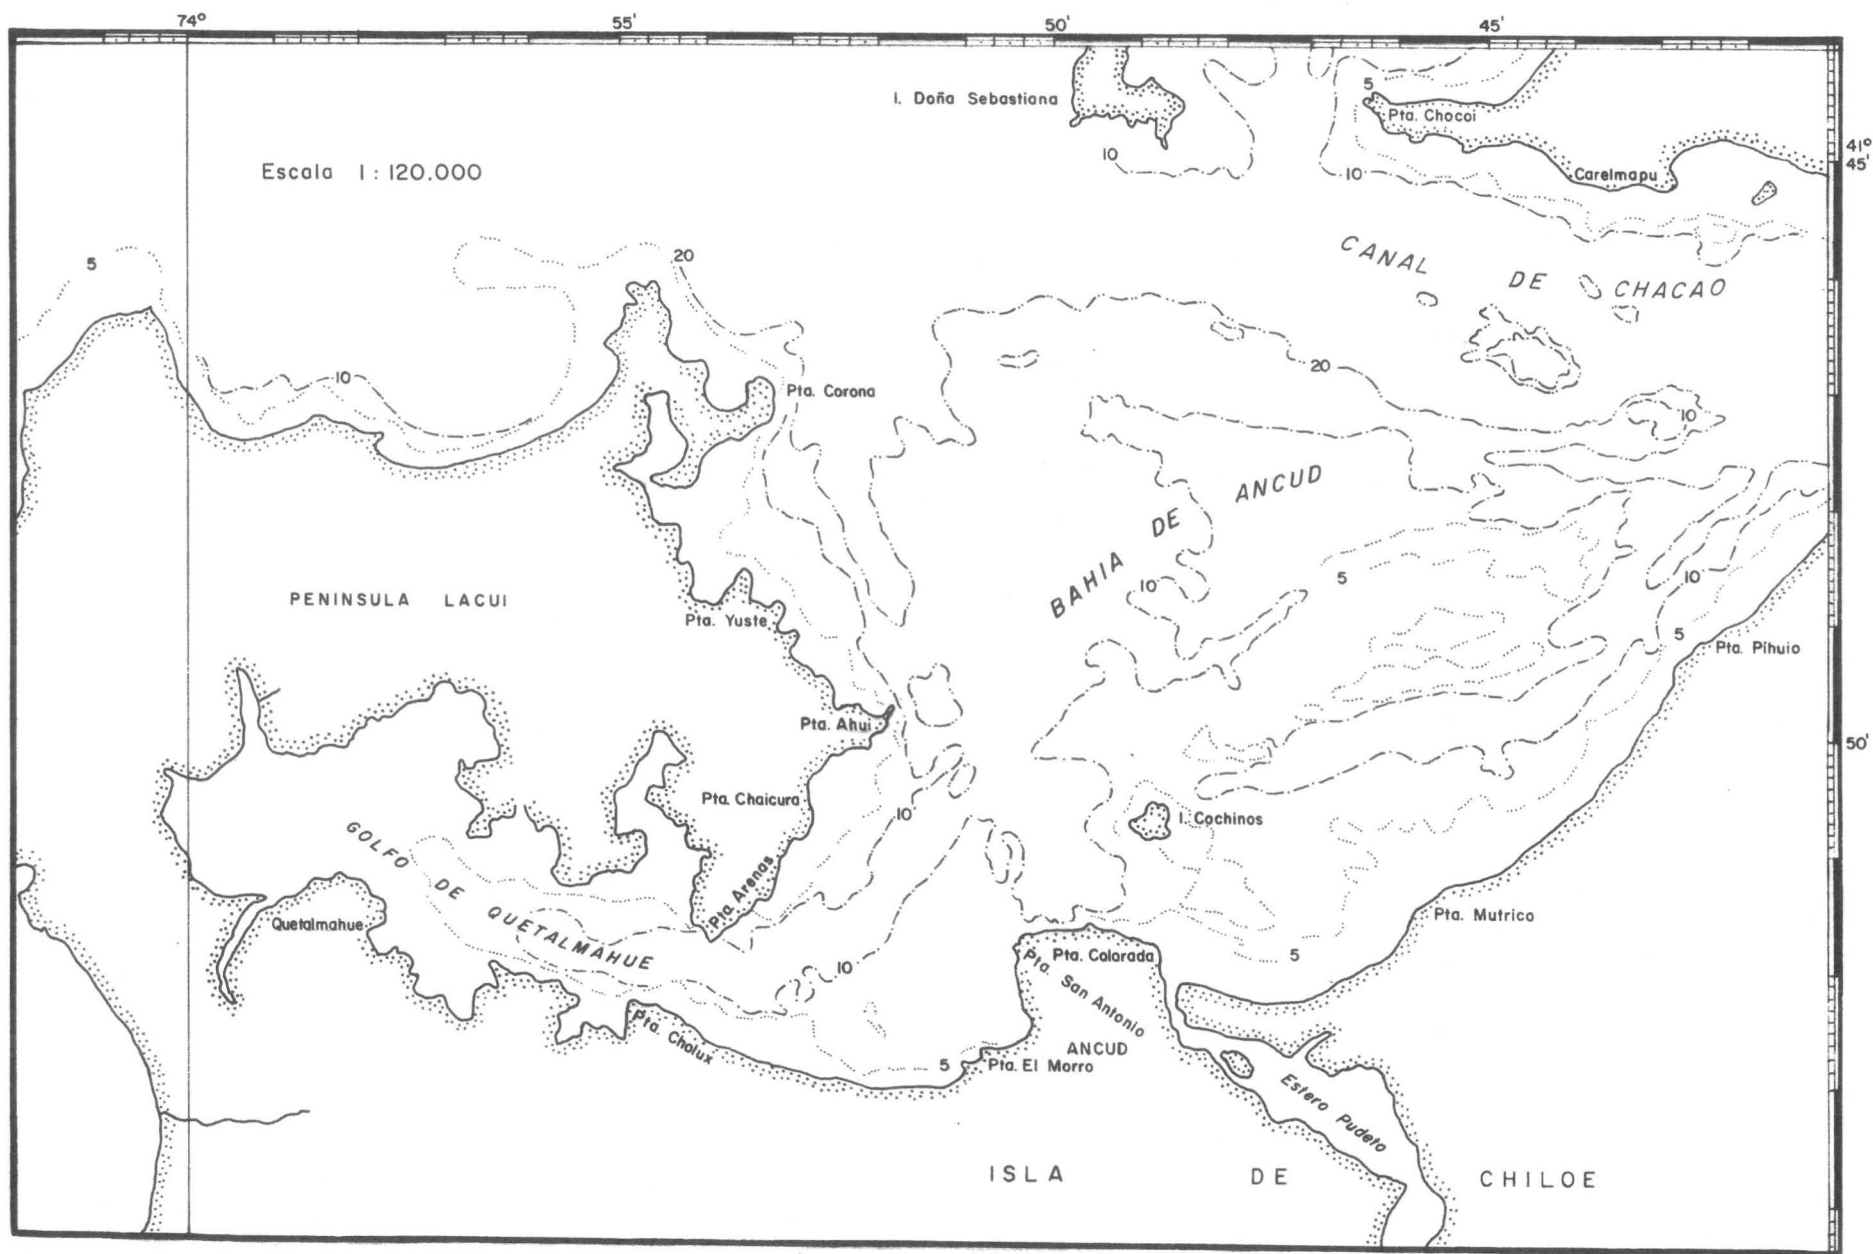 74° 55' 50' 45'
I. Doña Sebastiana
5
Pta. Chocoi
10
41°
45'
Escala 1 : 120.000
10
Carelmapu
5
20
CANAL DE CHACAO
10
20
Pta. Corona
10
BAHIA DE ANCUD
5
10
10
PENINSULA LACUI
Pta. Yuste
5
Pta. Pihuio
Pta. Ahui
50'
Pta. Chaicura
10
I. Cochinos
GOLFO DE QUETALMAHUE
Pta. Arenas
Quetalmahue
Pta. Mutrico
10
Pta. Colorada
5
Pta. San Antonio
Pta. Cholux
ANCUD
5
Pta. El Morro
Estero Pudeto
ISLA DE CHILOE